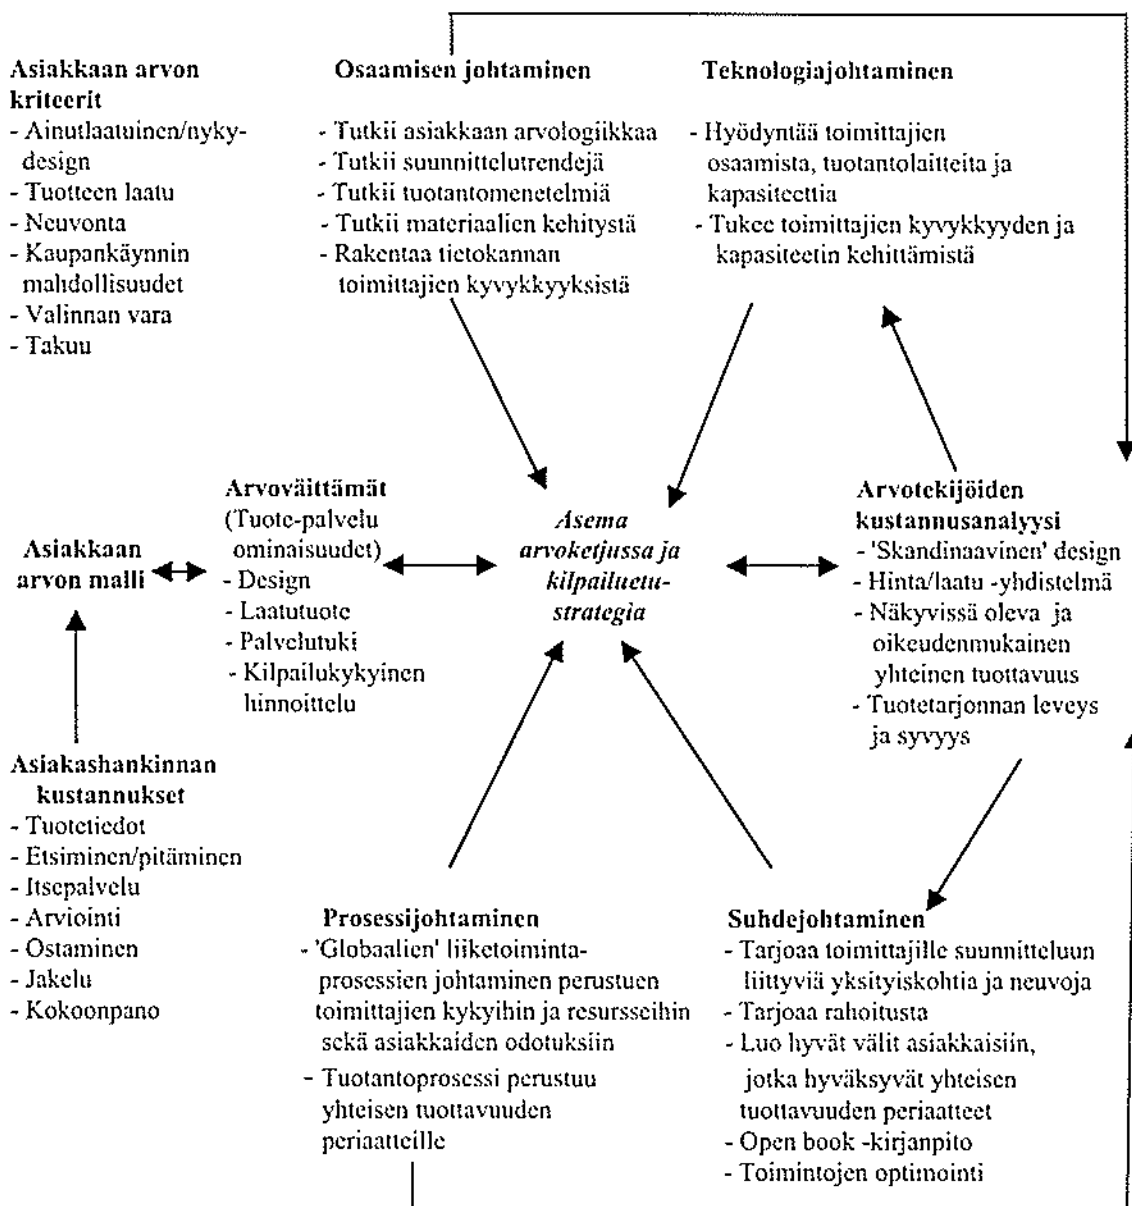 Asiakkaan arvon
kriteerit
- Ainutlaatuinen/nyky-
design
- Tuotteen laatu
- Neuvonta
- Kaupankäynnin
mahdollisuudet
- Valinnan vara
- Takuu
Osaamisen johtaminen
- Tutkii asiakkaan arvologiikkaa
- Tutkii suunnittelutrendejä
- Tutkii tuotantomenetelmiä
- Tutkii materiaalien kehitystä
- Rakentaa tietokannan
toimittajien kyvykkyyksistä
Teknologiajohtaminen
- Hyödyntää toimittajien
osaamista, tuotantolaitteita ja
kapasiteettia
- Tukee toimittajien kyvykkyyden ja
kapasiteetin kehittämistä
Asiakkaan
arvon malli
Arvoväittämät
(Tuote-palvelu
ominaisuudet)
- Design
- Laatutuote
- Palvelutuki
- Kilpailukykyinen
hinnoittelu
Asema
arvoketjussa ja
kilpailuetu-
strategia
Arvotekijöiden
kustannusanalyysi
- 'Skandinaavinen' design
- Hinta/laatu -yhdistelmä
- Näkyvissä oleva ja
oikeudenmukainen
yhteinen tuottavuus
- Tuotetarjonnan leveys
ja syvyys
Asiakashankinnan
kustannukset
- Tuotetiedot
- Etsiminen/pitäminen
- Itsepalvelu
- Arviointi
- Ostaminen
- Jakelu
- Kokoonpano
Prosessijohtaminen
- 'Globaalien' liiketoiminta-
prosessien johtaminen perustuen
toimittajien kykyihin ja resursseihin
sekä asiakkaiden odotuksiin
- Tuotantoprosessi perustuu
yhteisen tuottavuuden
periaatteille
Suhdejohtaminen
- Tarjoaa toimittajille suunnitteluun
liittyviä yksityiskohtia ja neuvoja
- Tarjoaa rahoitusta
- Luo hyvät välit asiakkaisiin,
jotka hyväksyvät yhteisen
tuottavuuden periaatteet
- Open book -kirjanpito
- Toimintojen optimointi